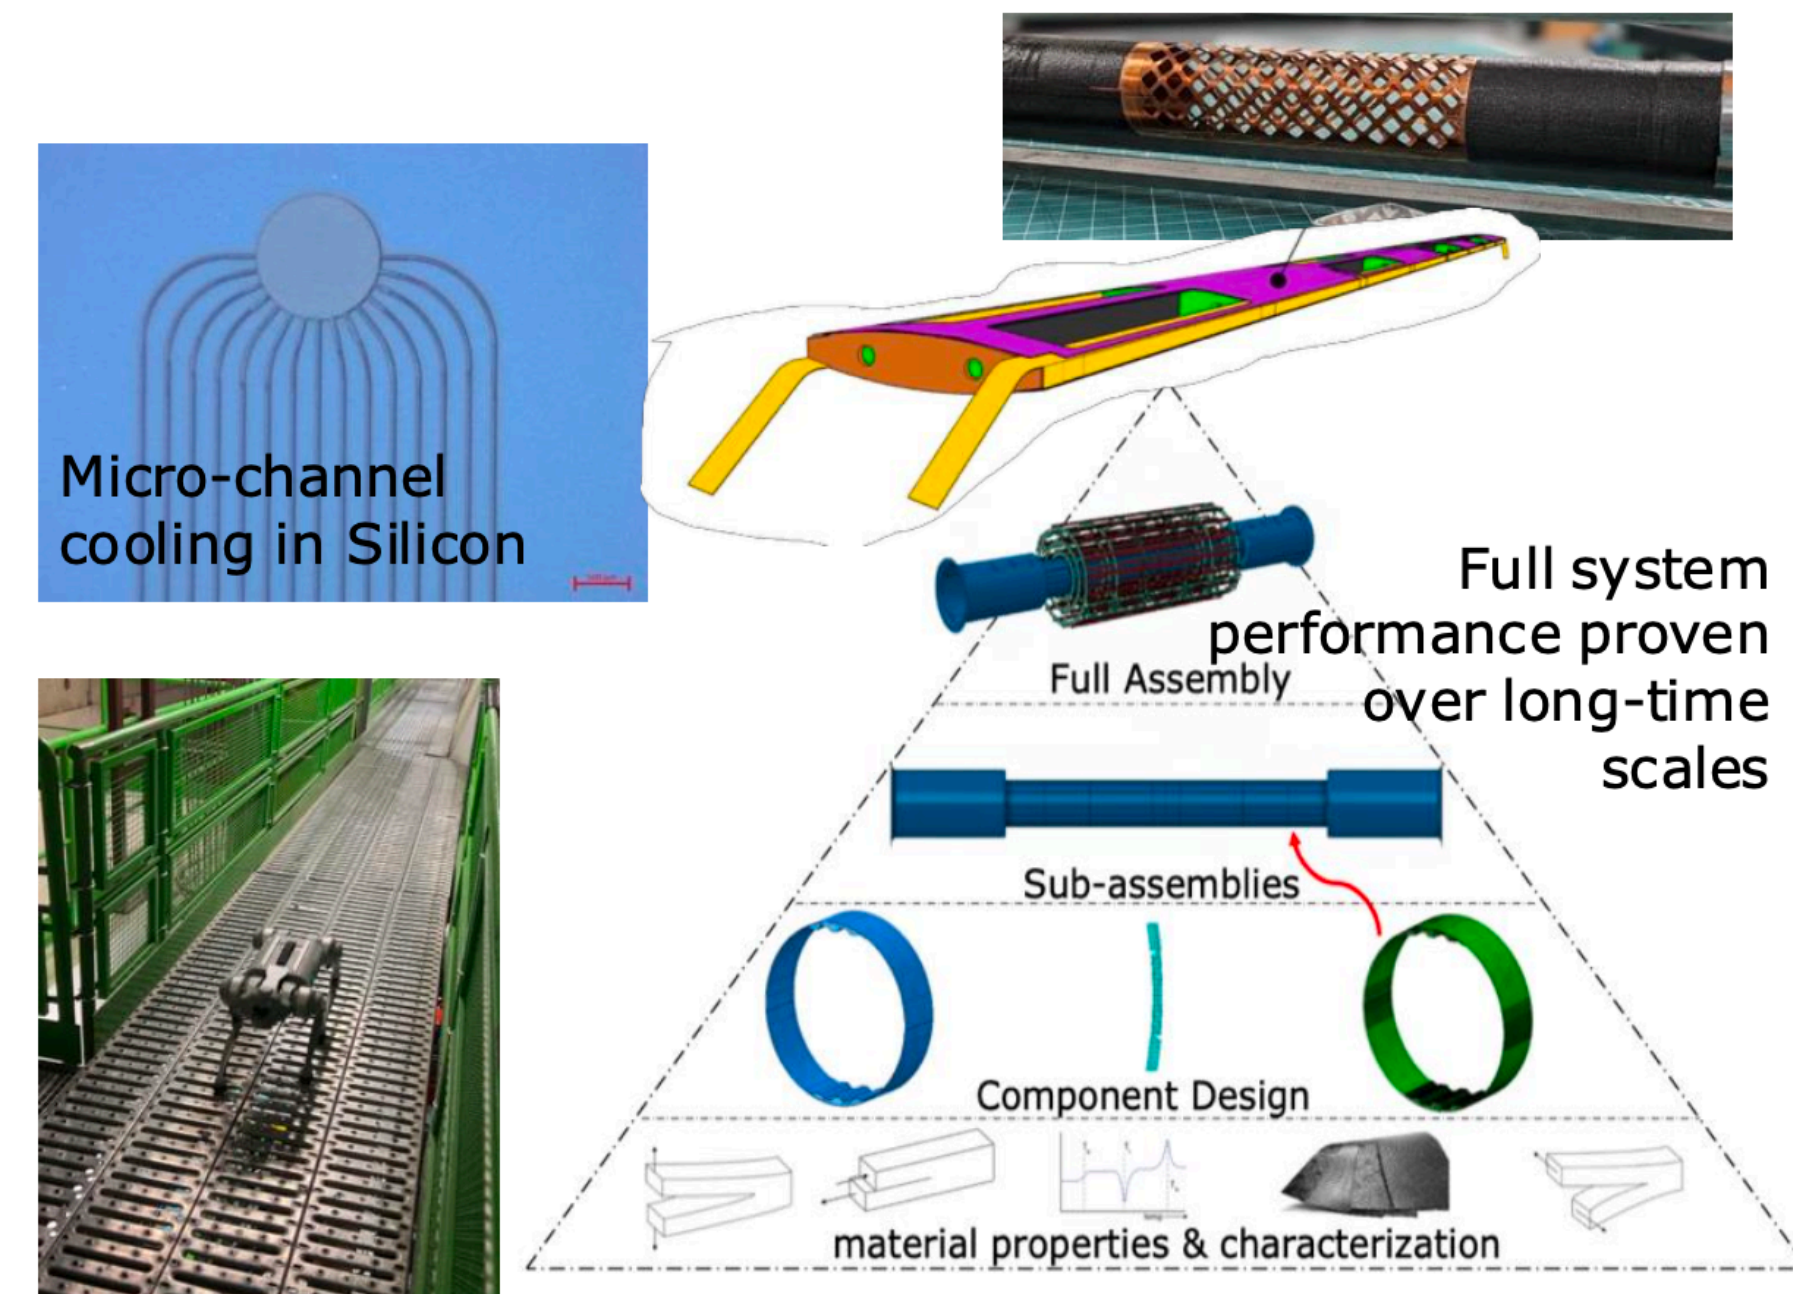 Micro-channel
cooling in Silicon
Full system
performance proven
over long-time
scales
Full Assembly
Sub-assemblies
Component Design
material properties & characterization